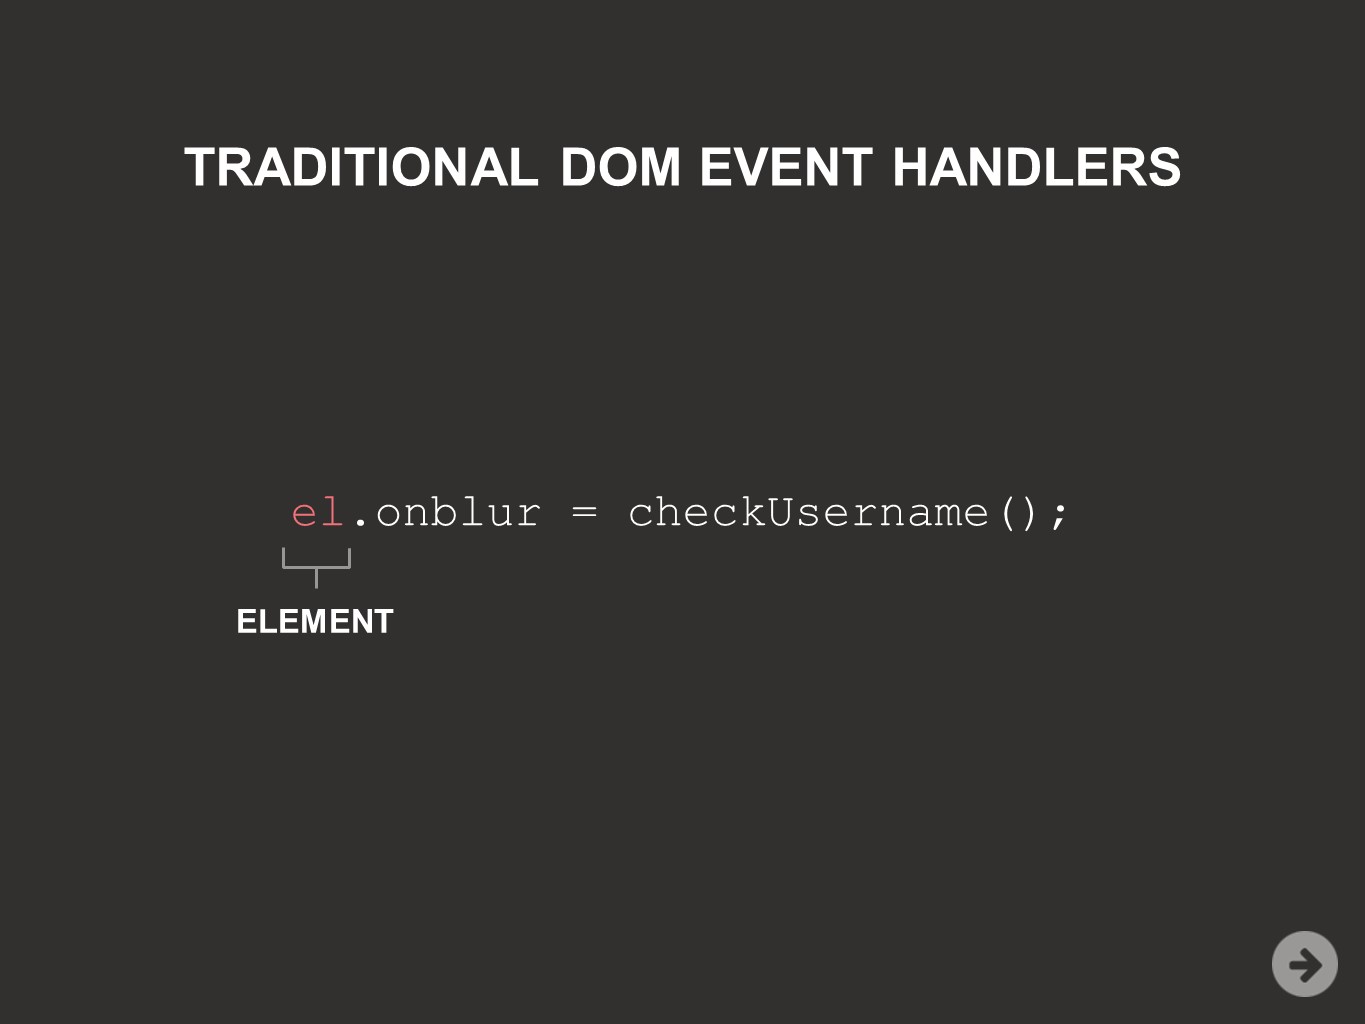 TRADITIONAL DOM EVENT HANDLERS
el.onblur = checkUsername();
ELEMENT